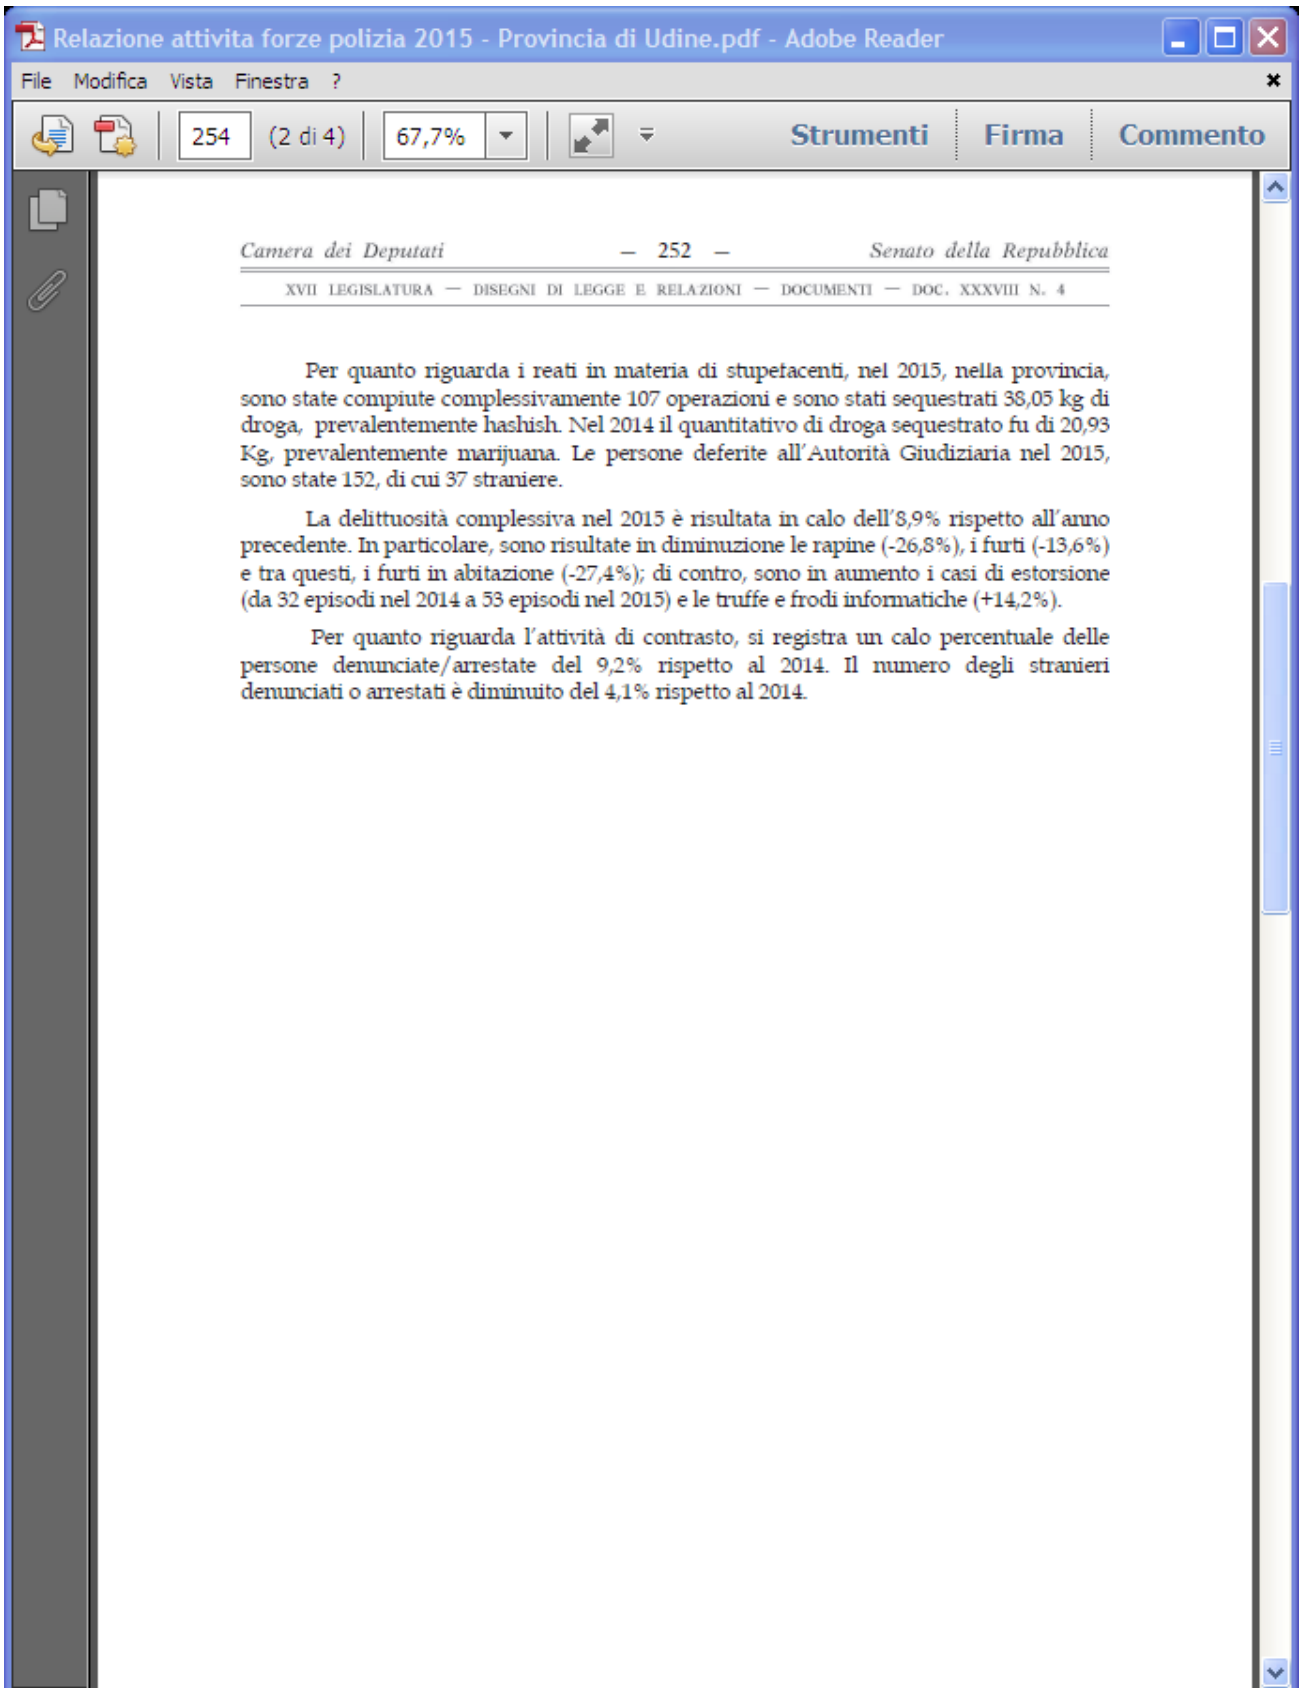 Relazione attivita forze polizia 2015 - Provincia di Udine.pdf - Adobe Reader
File Modifica Vista Finestra ?
254 (2 di 4) 67,7% Strumenti Firma Commento
Camera dei Deputati — 252 — Senato della Repubblica
XVII LEGISLATURA — DISEGNI DI LEGGE E RELAZIONI — DOCUMENTI — DOC. XXXVIII N. 4
Per quanto riguarda i reati in materia di stupefacenti, nel 2015, nella provincia,
sono state compiute complessivamente 107 operazioni e sono stati sequestrati 38,05 kg di
droga, prevalentemente hashish. Nel 2014 il quantitativo di droga sequestrato fu di 20,93
Kg, prevalentemente marijuana. Le persone deferite all'Autorità Giudiziaria nel 2015,
sono state 152, di cui 37 straniere.
La delittuosità complessiva nel 2015 è risultata in calo dell'8,9% rispetto all'anno
precedente. In particolare, sono risultate in diminuzione le rapine (-26,8%), i furti (-13,6%)
e tra questi, i furti in abitazione (-27,4%); di contro, sono in aumento i casi di estorsione
(da 32 episodi nel 2014 a 53 episodi nel 2015) e le truffe e frodi informatiche (+14,2%).
Per quanto riguarda l'attività di contrasto, si registra un calo percentuale delle
persone denunciate/arrestate del 9,2% rispetto al 2014. Il numero degli stranieri
denunciati o arrestati è diminuito del 4,1% rispetto al 2014.